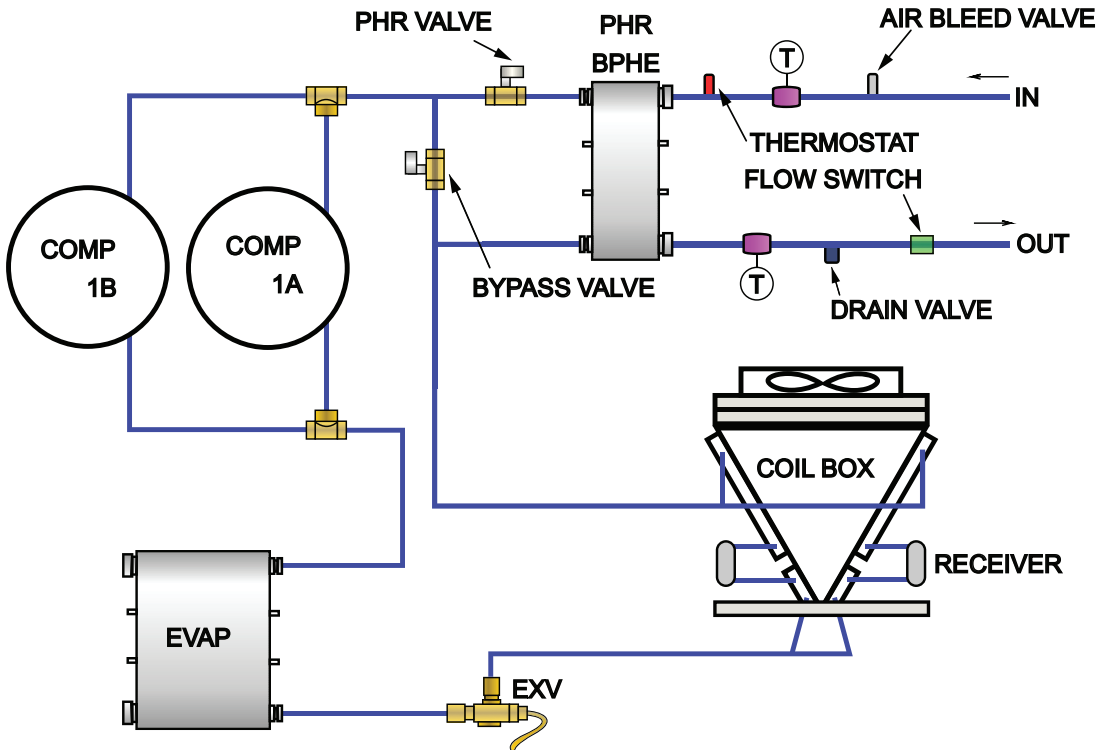 PHR VALVE
PHR
BPHE
AIR BLEED VALVE
T
IN
THERMOSTAT
FLOW SWITCH
COMP
1B
COMP
1A
OUT
BYPASS VALVE
T
DRAIN VALVE
COIL BOX
RECEIVER
EVAP
EXV